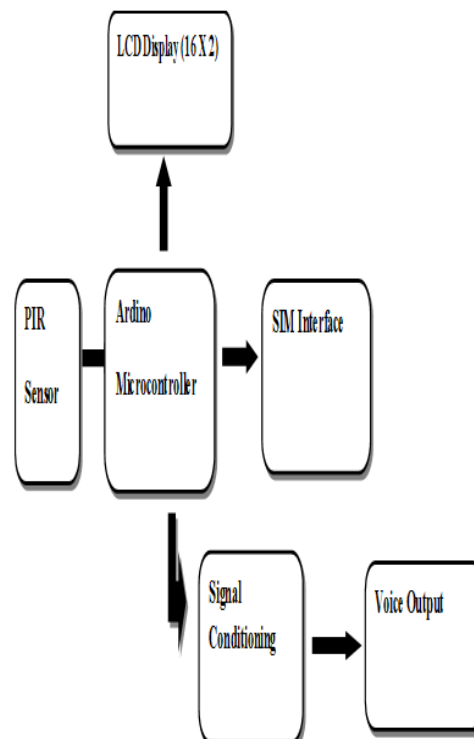 LCD Display (16 X 2)
PIR
Sensor
Ardino
Microcontroller
SIM Interface
Signal
Conditioning
Voice Output